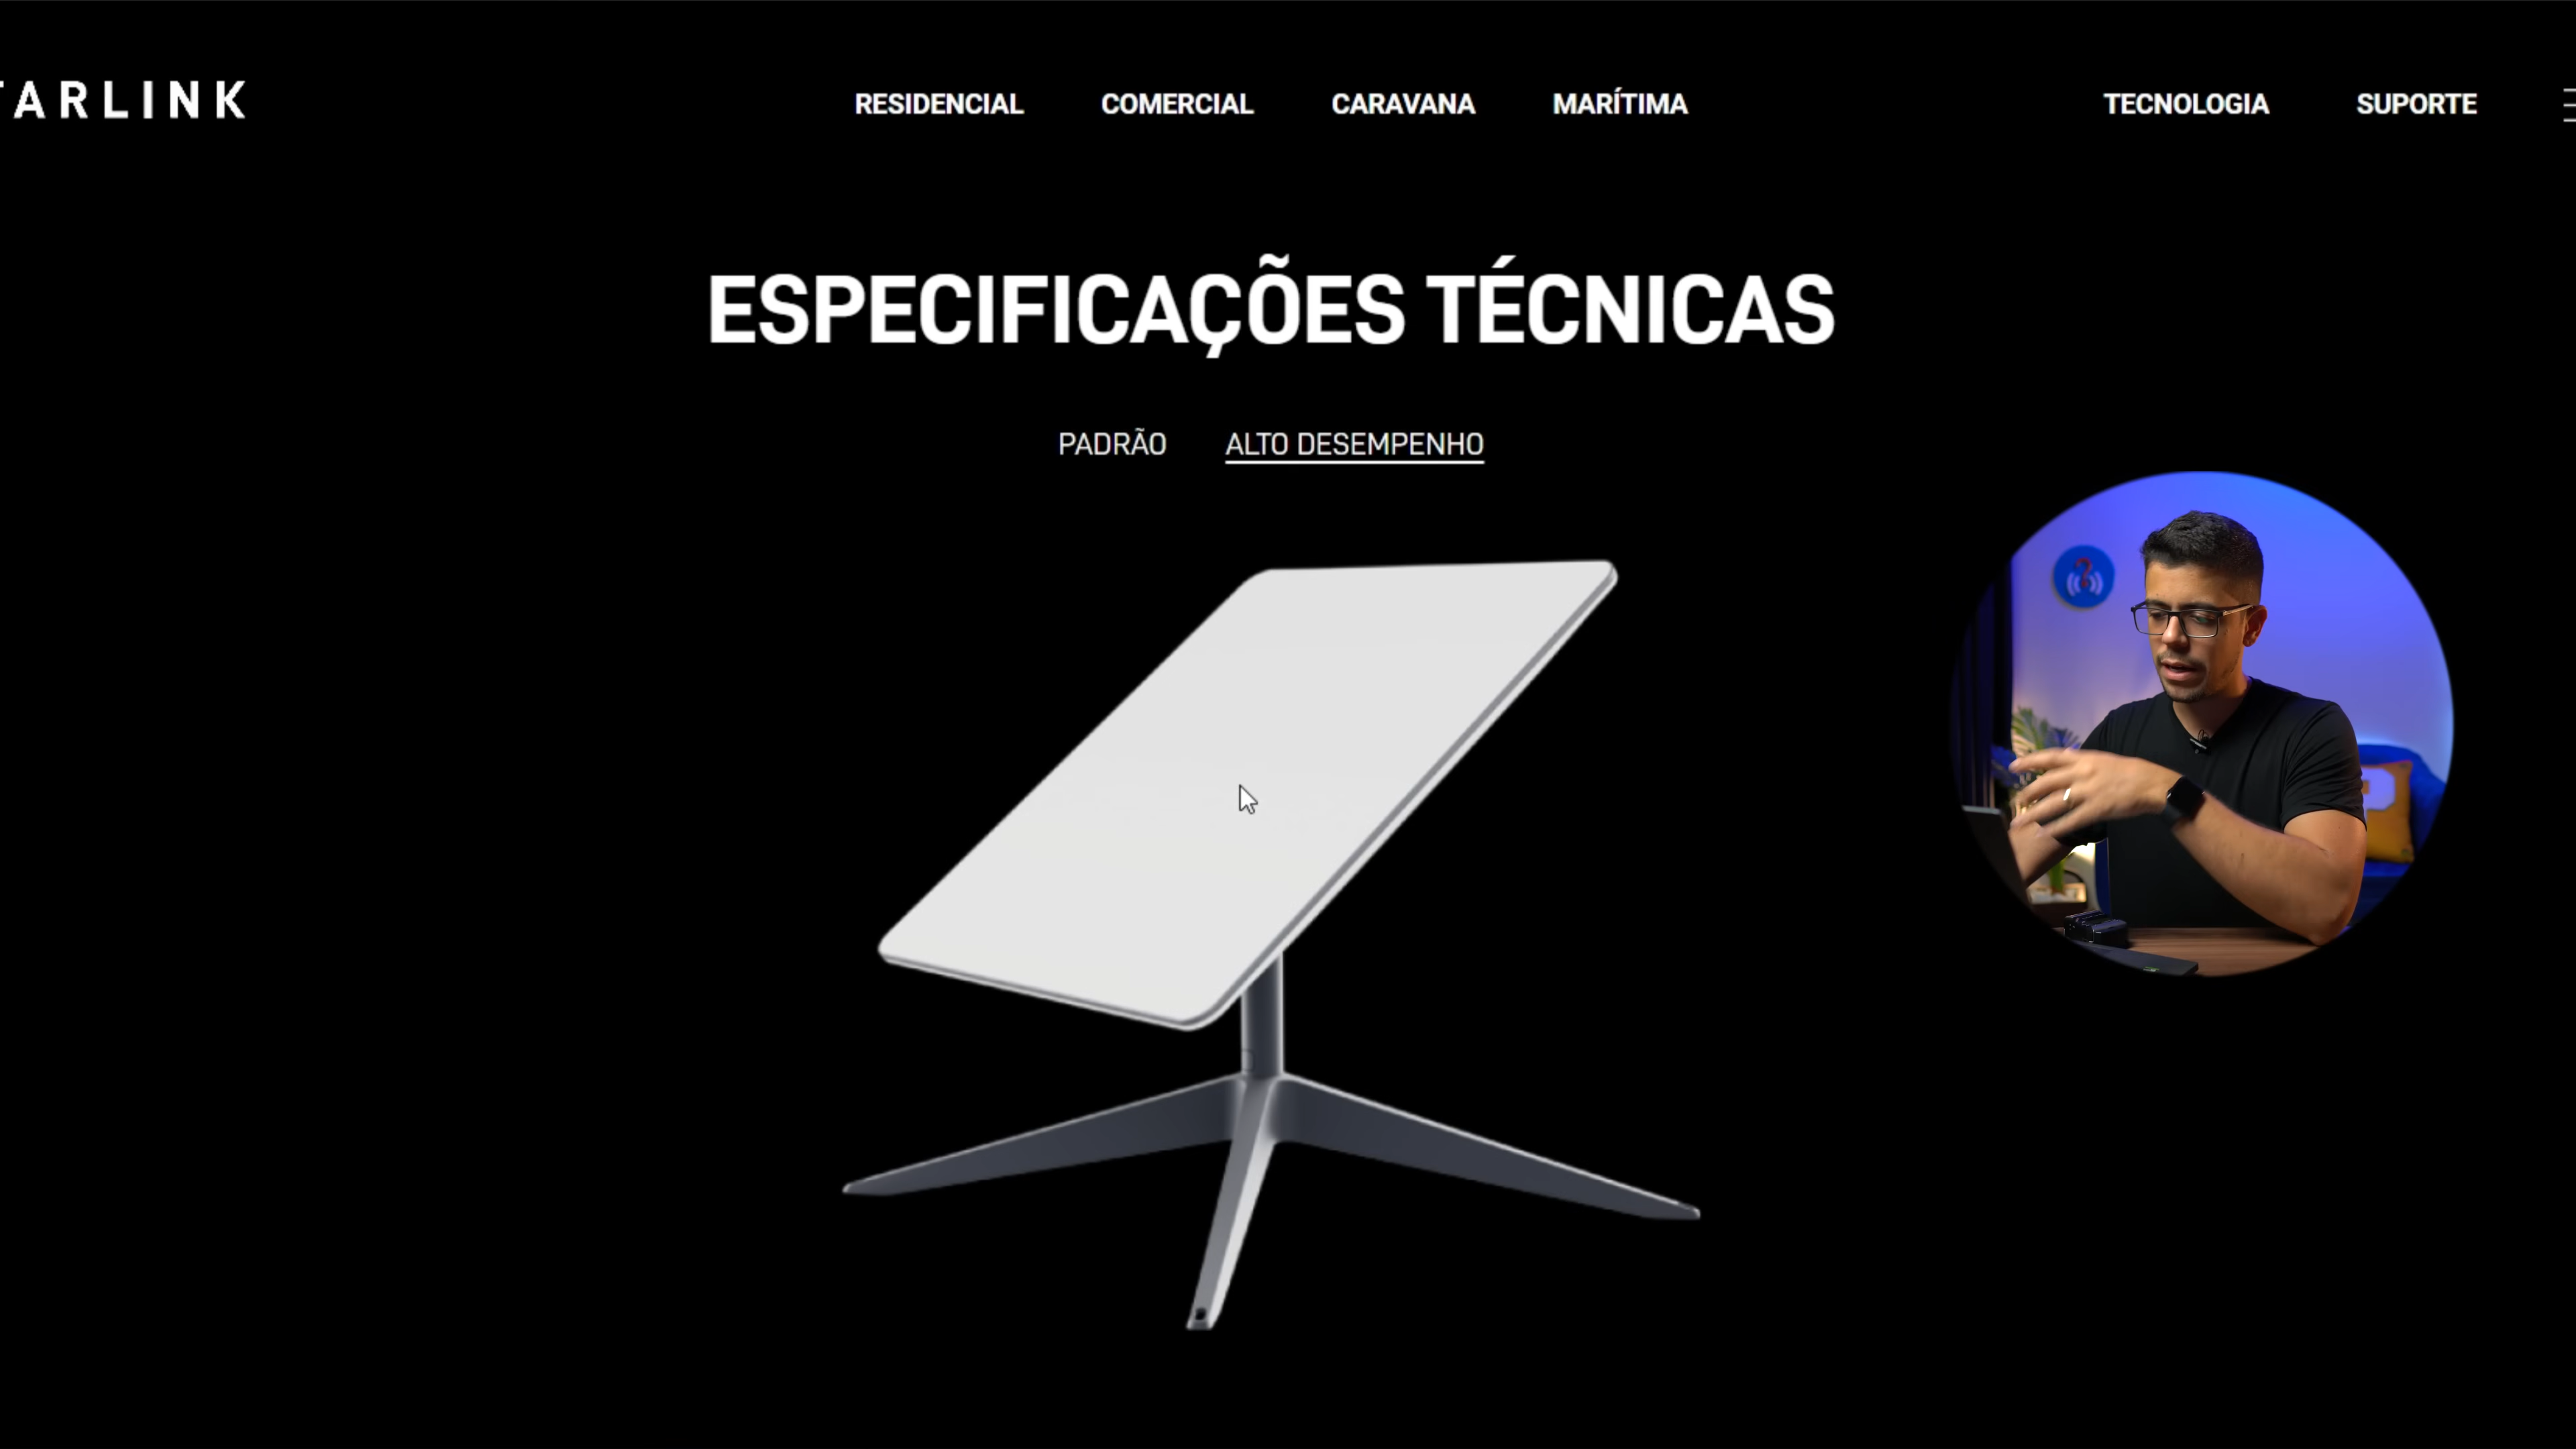 TARLINK
RESIDENCIAL COMERCIAL CARAVANA MARÍTIMA
TECNOLOGIA SUPORTE
ESPECIFICAÇÕES TÉCNICAS
PADRÃO ALTO DESEMPENHO